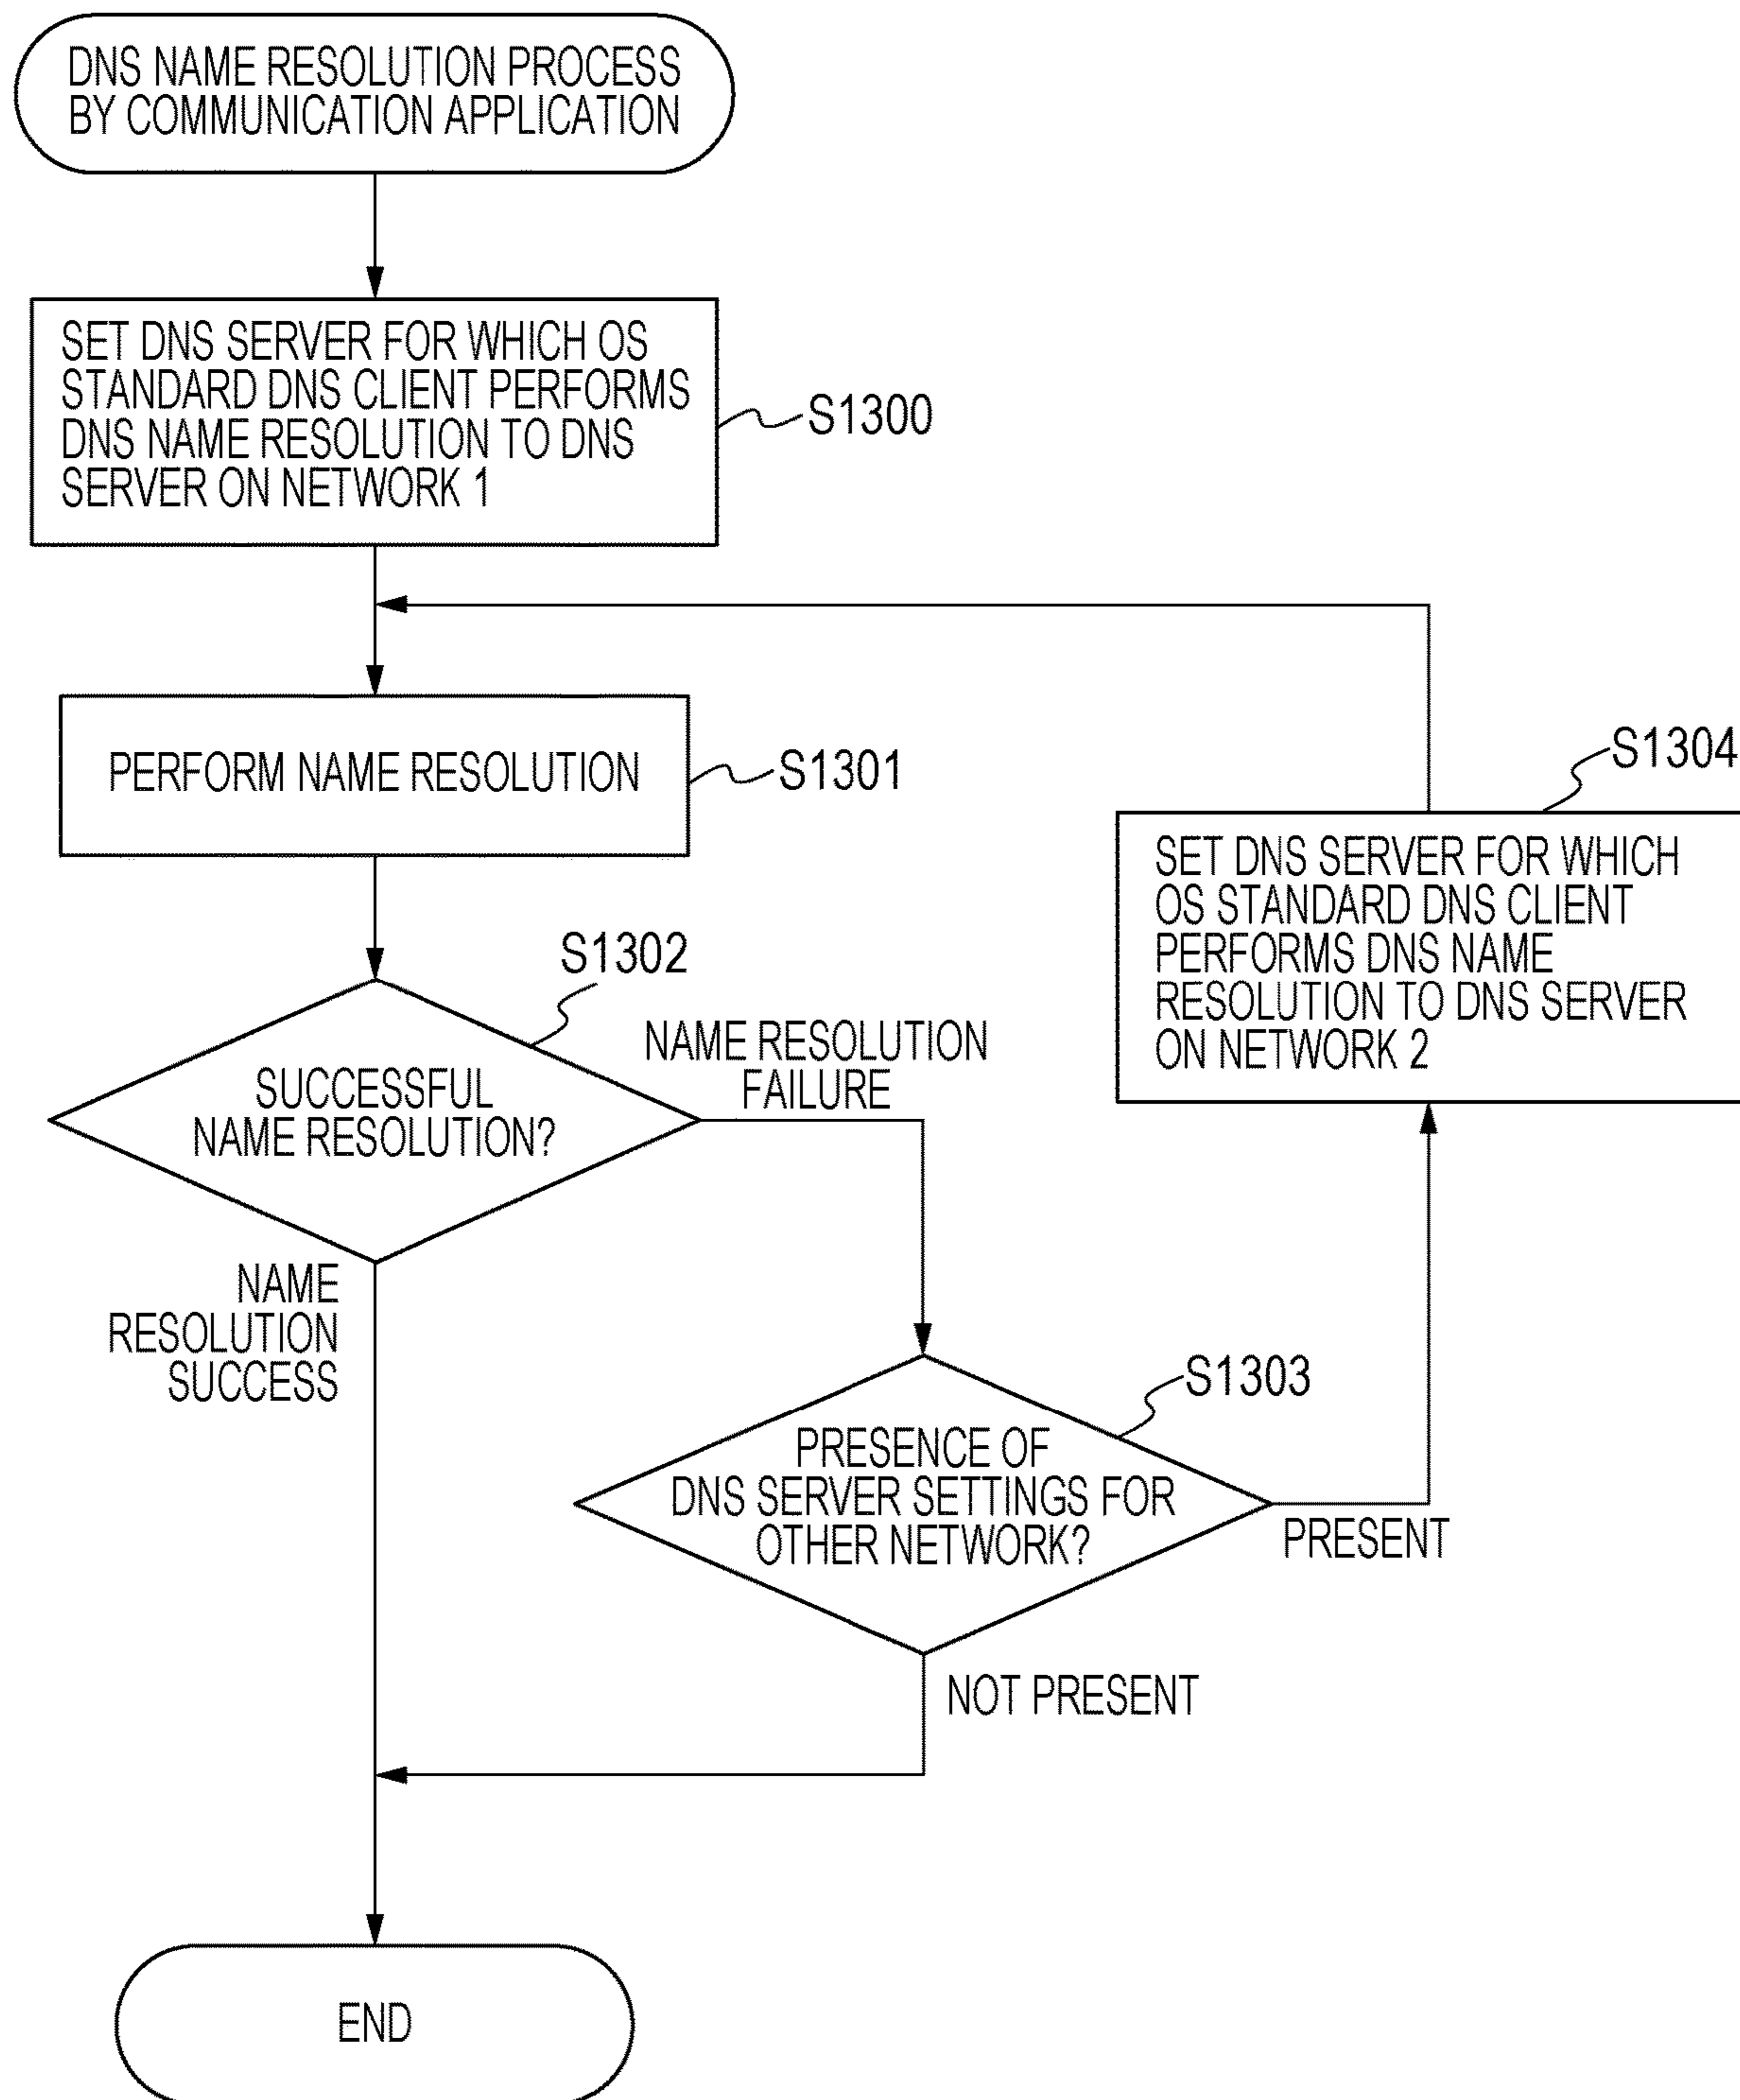 DNS NAME RESOLUTION PROCESS
BY COMMUNICATION APPLICATION
SET DNS SERVER FOR WHICH OS
STANDARD DNS CLIENT PERFORMS
DNS NAME RESOLUTION TO DNS
SERVER ON NETWORK 1
S1300
PERFORM NAME RESOLUTION
S1301
S1304
SET DNS SERVER FOR WHICH
OS STANDARD DNS CLIENT
PERFORMS DNS NAME
RESOLUTION TO DNS SERVER
ON NETWORK 2
S1302
SUCCESSFUL
NAME RESOLUTION?
NAME RESOLUTION
FAILURE
NAME
RESOLUTION
SUCCESS
S1303
PRESENCE OF
DNS SERVER SETTINGS FOR
OTHER NETWORK?
PRESENT
NOT PRESENT
END